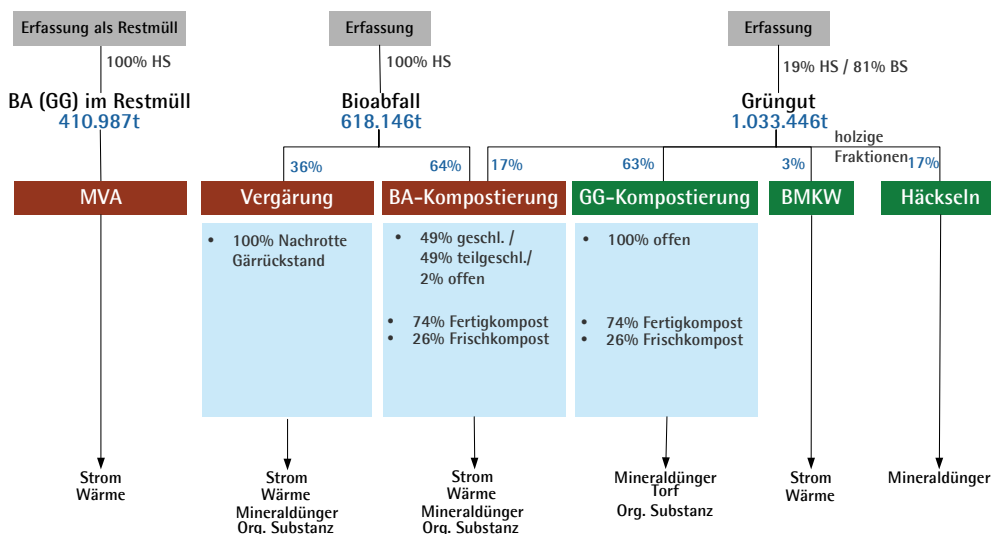 Erfassung als Restmüll
Erfassung
Erfassung
100% HS
100% HS
19% HS / 81% BS
BA (GG) im Restmüll
410.987t
Bioabfall
618.146t
Grüngut
1.033.446t
holzige
Fraktionen
36%
64%
17%
63%
3%
17%
MVA
Vergärung
BA-Kompostierung
GG-Kompostierung
BMKW
Häckseln
• 100% Nachrotte
Gärrückstand
• 49% geschl. /
49% teilgeschl./
2% offen
• 74% Fertigkompost
• 26% Frischkompost
• 100% offen
• 74% Fertigkompost
• 26% Frischkompost
Strom
Wärme
Strom
Wärme
Mineraldünger
Org. Substanz
Strom
Wärme
Mineraldünger
Org. Substanz
Mineraldünger
Torf
Org. Substanz
Strom
Wärme
Mineraldünger